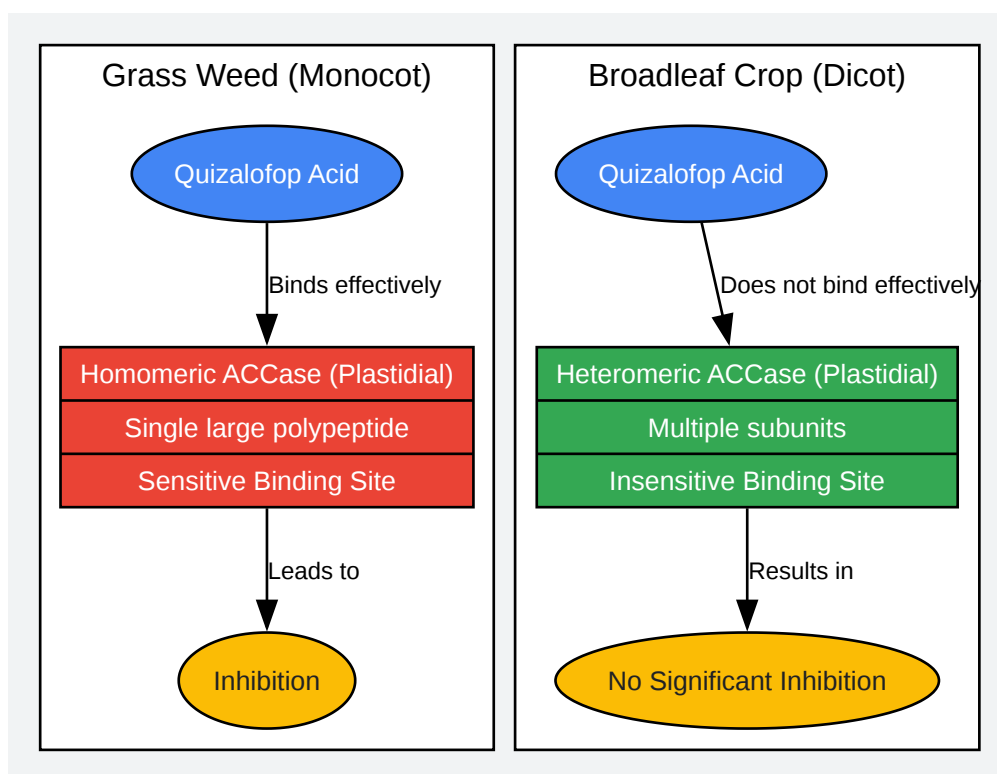 Grass Weed (Monocot)
Quizalofop Acid
Binds effectively
Homomeric ACCase (Plastidial)
Single large polypeptide
Sensitive Binding Site
Leads to
Inhibition
Broadleaf Crop (Dicot)
Quizalofop Acid
Does not bind effectively
Heteromeric ACCase (Plastidial)
Multiple subunits
Insensitive Binding Site
Results in
No Significant Inhibition